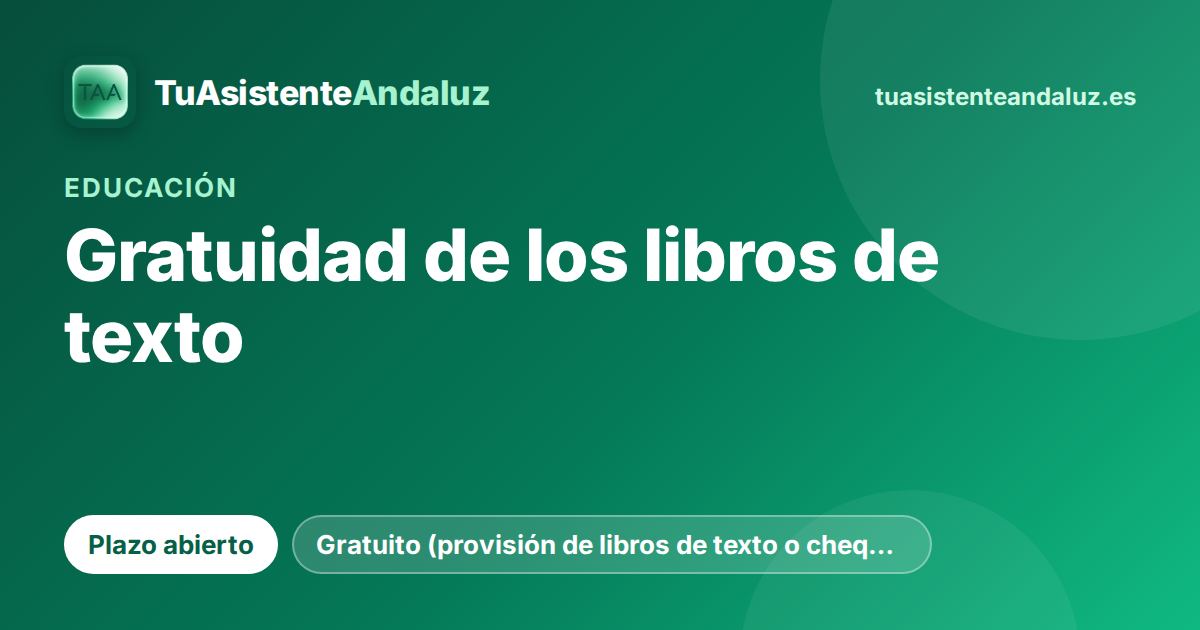 TAA
TuAsistenteAndaluz
tuasistenteandaluz.es
EDUCACIÓN
Gratuidad de los libros de
texto
Plazo abierto
Gratuito (provisión de libros de texto o cheq...